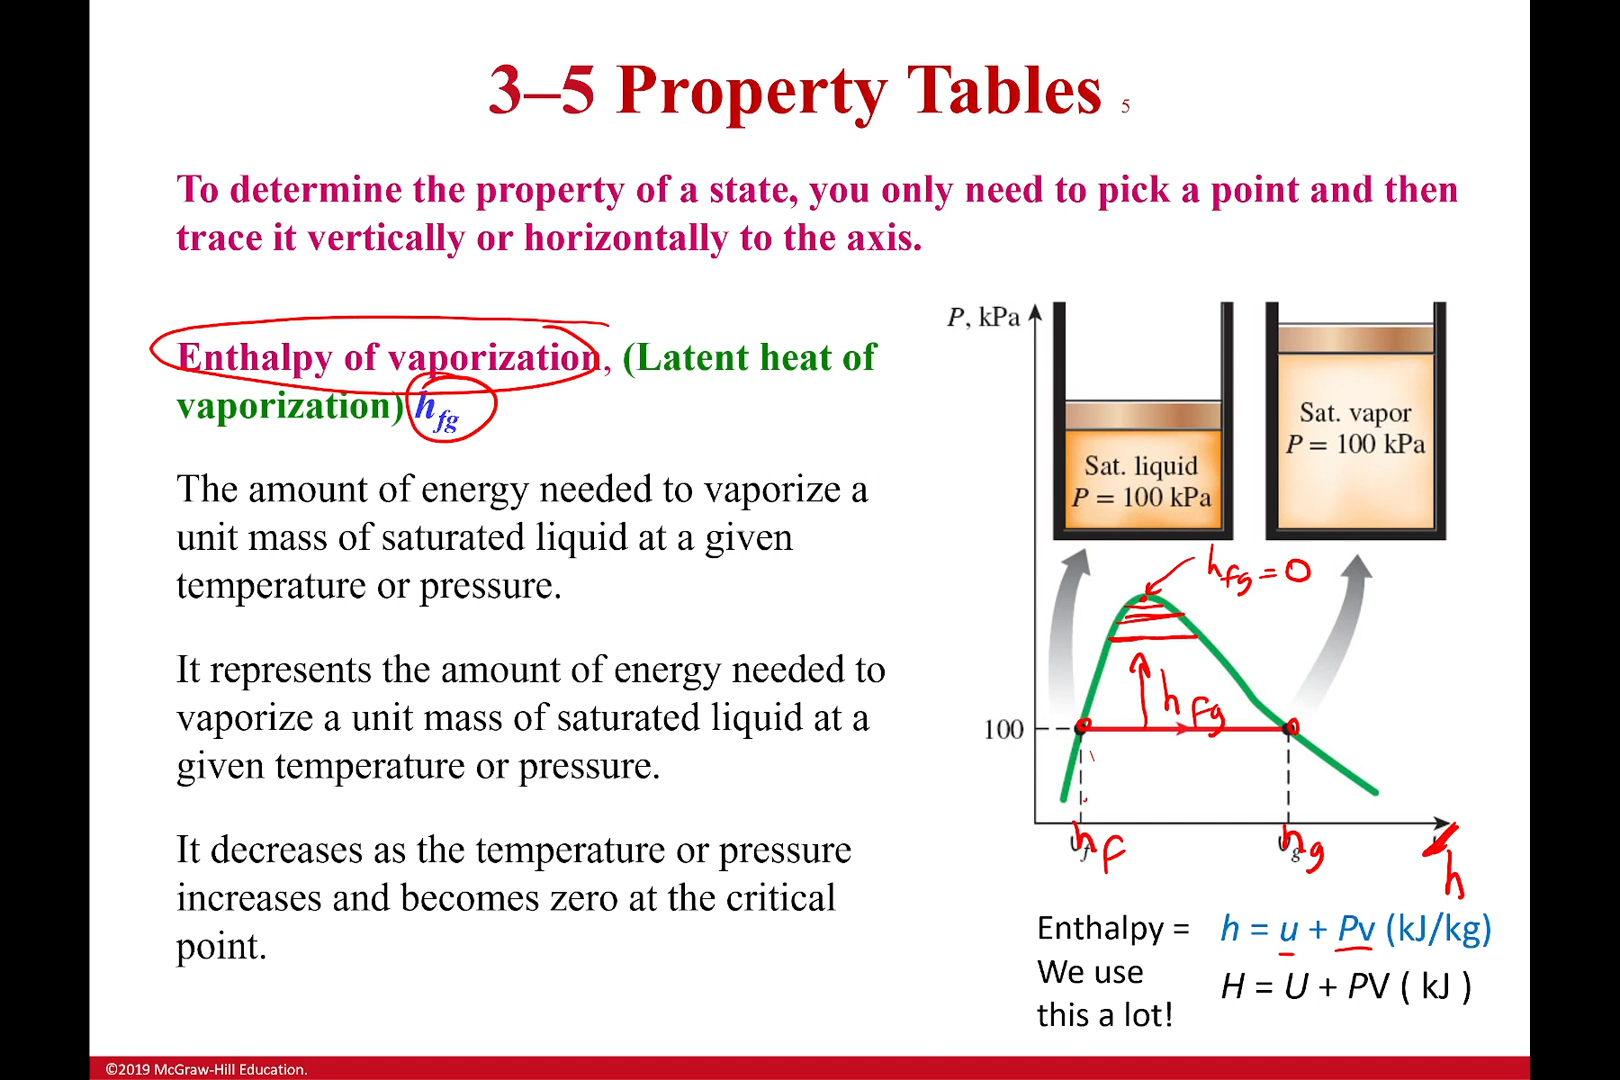 3–5 Property Tables 5
To determine the property of a state, you only need to pick a point and then
trace it vertically or horizontally to the axis.
Enthalpy of vaporization, (Latent heat of
vaporization) hfg
The amount of energy needed to vaporize a
unit mass of saturated liquid at a given
temperature or pressure.
It represents the amount of energy needed to
vaporize a unit mass of saturated liquid at a
given temperature or pressure.
It decreases as the temperature or pressure
increases and becomes zero at the critical
point.
P, kPa
Sat. liquid
P = 100 kPa
Sat. vapor
P = 100 kPa
hfg = 0
hfg
100
hf
hg
h
Enthalpy = h = u + Pv (kJ/kg)
We use
this a lot!
H = U + PV ( kJ )
©2019 McGraw-Hill Education.